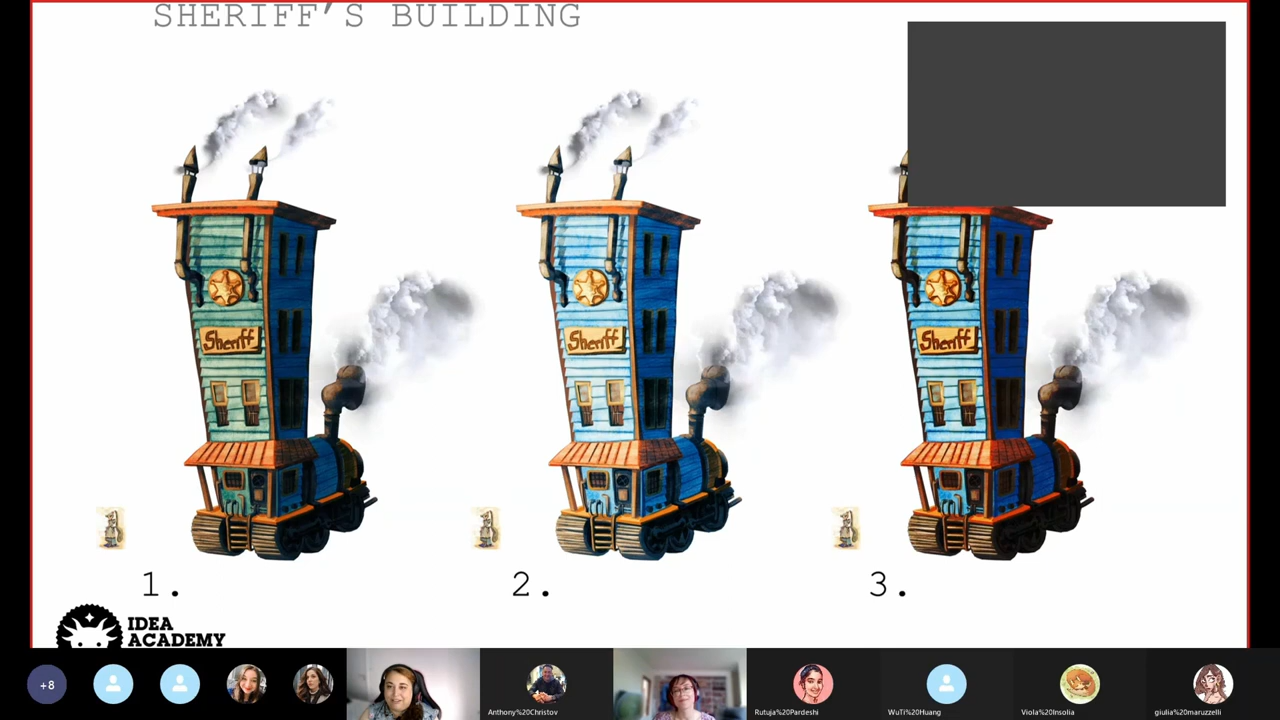 SHERIFF'S BUILDING
Sheriff
Sheriff
Sheriff
1.
2.
3.
IDEA
ACADEMY
+8
Anthony%20Christov
Rutuja%20Pardeshi
WuTi%20Huang
Viola%20Insolia
giulia%20maruzzelli